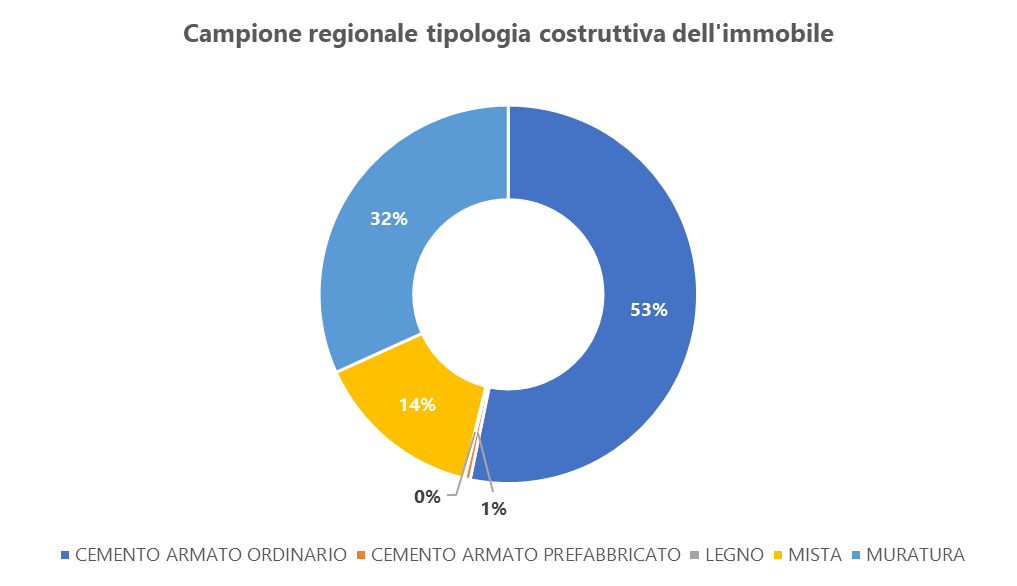 Campione regionale tipologia costruttiva dell'immobile
32%
53%
14%
0%
1%
CEMENTO ARMATO ORDINARIO CEMENTO ARMATO PREFABBRICATO LEGNO MISTA MURATURA